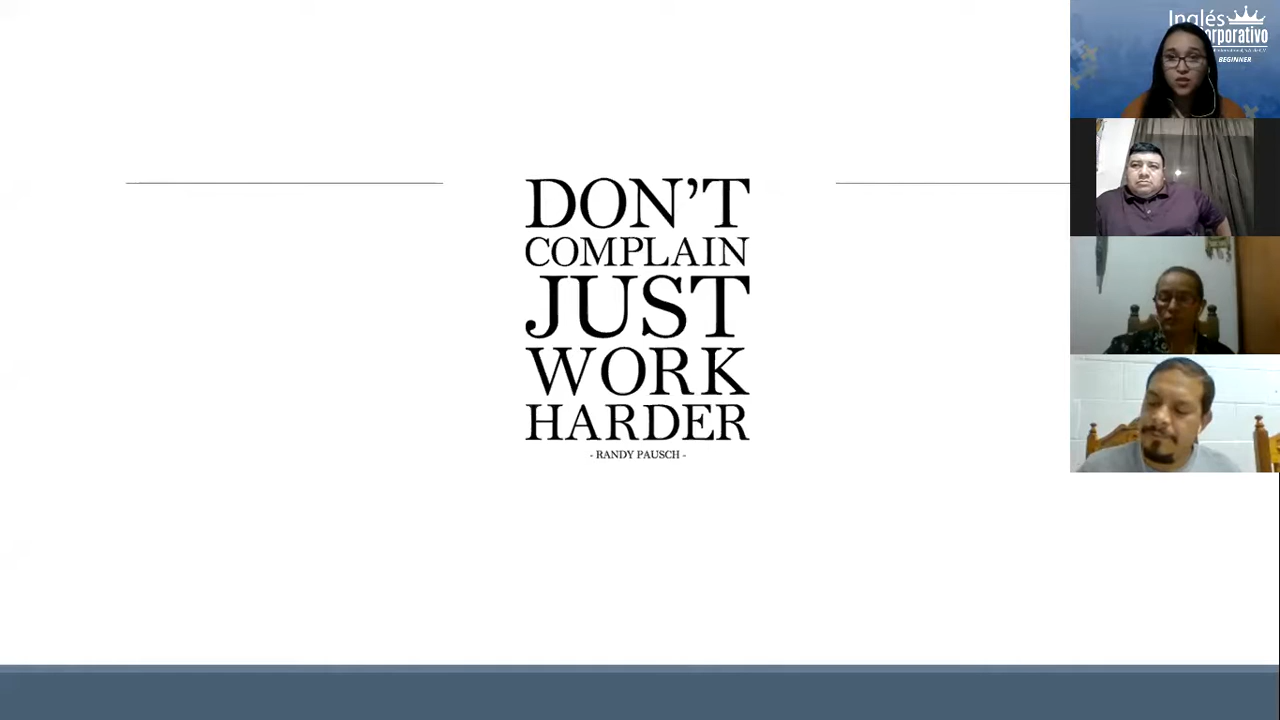 DON'T
COMPLAIN
JUST
WORK
HARDER
- RANDY PAUSCH -
Inglés
BEGINNER